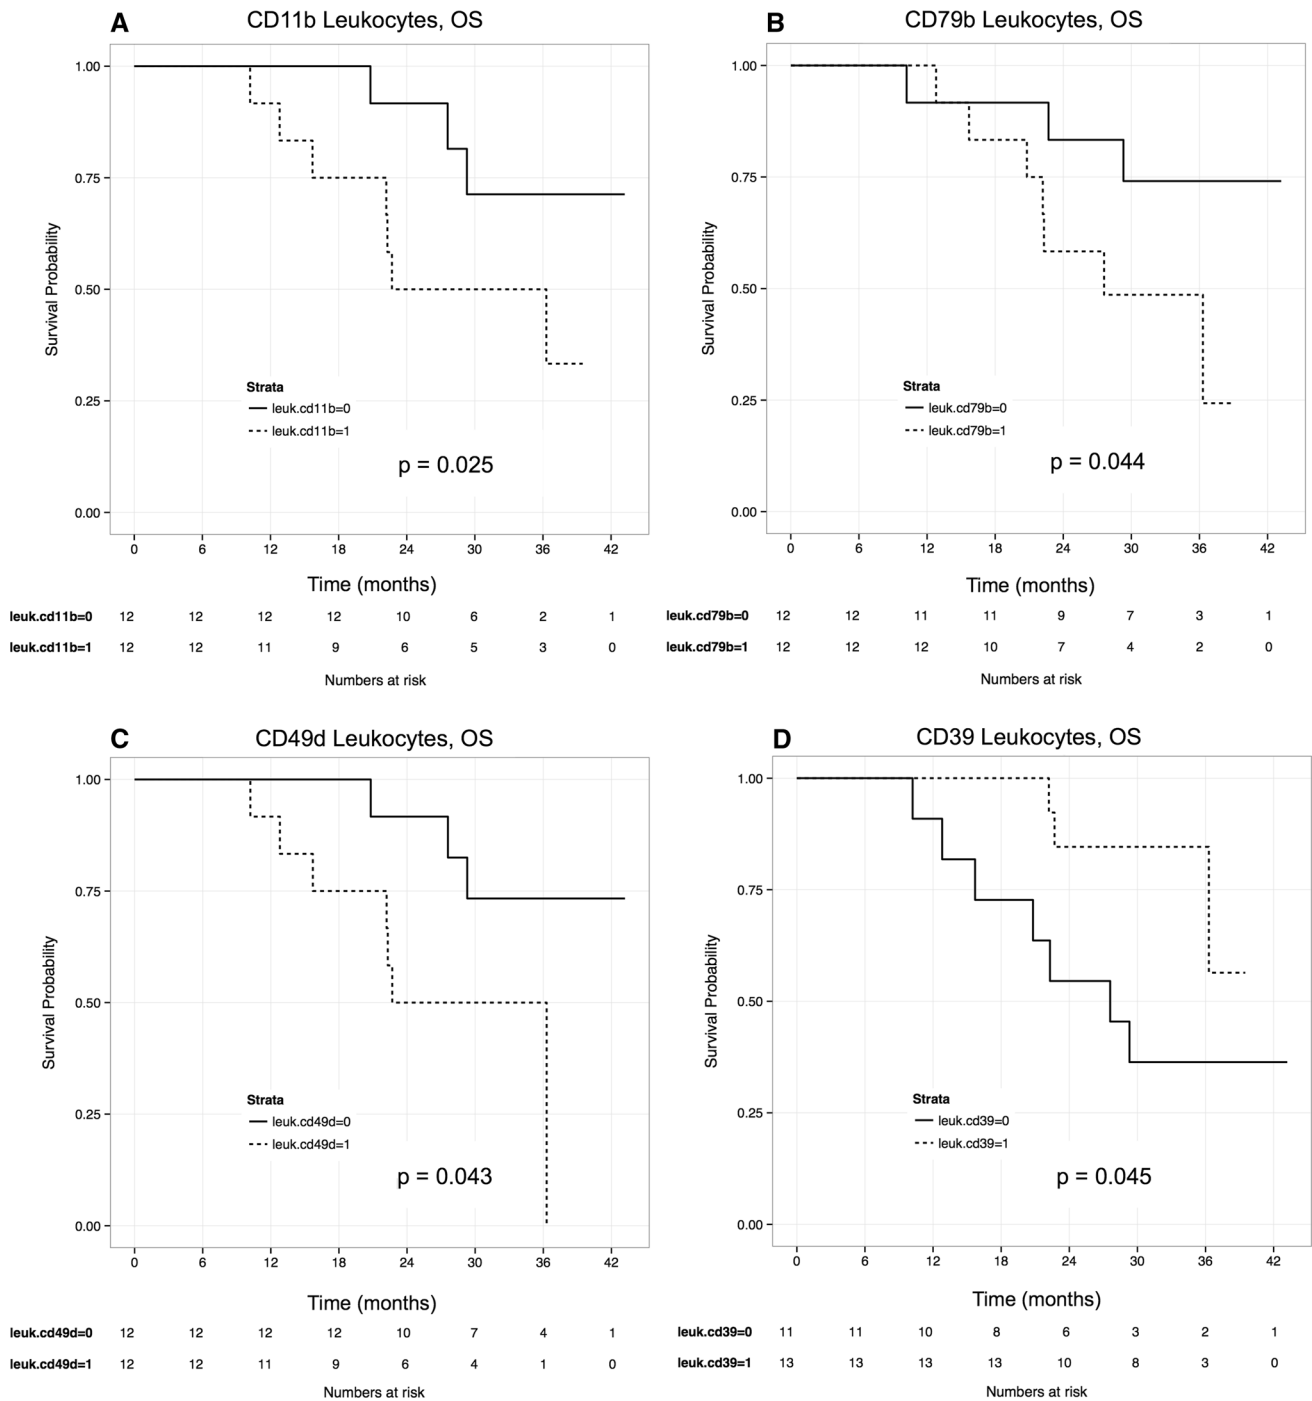 A CD11b Leukocytes, OS
Survival Probability
1.00
0.75
0.50
0.25
0.00
Strata
leuk.cd11b=0
leuk.cd11b=1
p = 0.025
0 6 12 18 24 30 36 42
Time (months)
leuk.cd11b=0 12 12 12 12 10 6 2 1
leuk.cd11b=1 12 12 11 9 6 5 3 0
Numbers at risk
B CD79b Leukocytes, OS
Survival Probability
1.00
0.75
0.50
0.25
0.00
Strata
leuk.cd79b=0
leuk.cd79b=1
p = 0.044
0 6 12 18 24 30 36 42
Time (months)
leuk.cd79b=0 12 12 11 11 9 7 3 1
leuk.cd79b=1 12 12 12 10 7 4 2 0
Numbers at risk
C CD49d Leukocytes, OS
Survival Probability
1.00
0.75
0.50
0.25
0.00
Strata
leuk.cd49d=0
leuk.cd49d=1
p = 0.043
0 6 12 18 24 30 36 42
Time (months)
leuk.cd49d=0 12 12 12 12 10 7 4 1
leuk.cd49d=1 12 12 11 9 6 4 1 0
Numbers at risk
D CD39 Leukocytes, OS
Survival Probability
1.00
0.75
0.50
0.25
0.00
Strata
leuk.cd39=0
leuk.cd39=1
p = 0.045
0 6 12 18 24 30 36 42
Time (months)
leuk.cd39=0 11 11 10 8 6 3 2 1
leuk.cd39=1 13 13 13 13 10 8 3 0
Numbers at risk